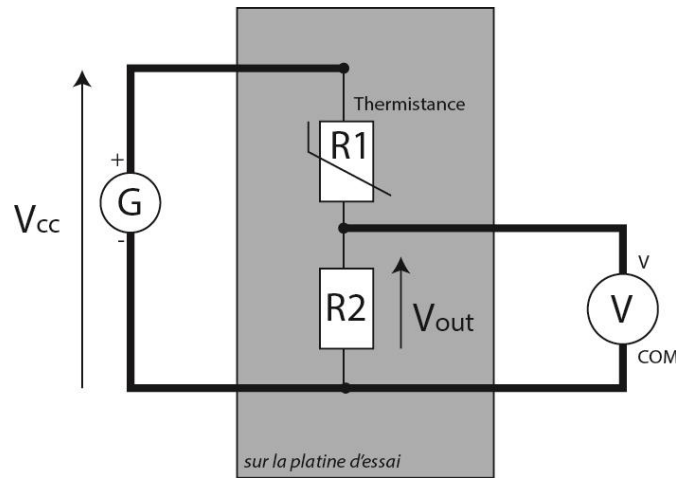 Thermistance
R1
+
G
Vcc
-
R2
Vout
V
V
COM
sur la platine d'essai